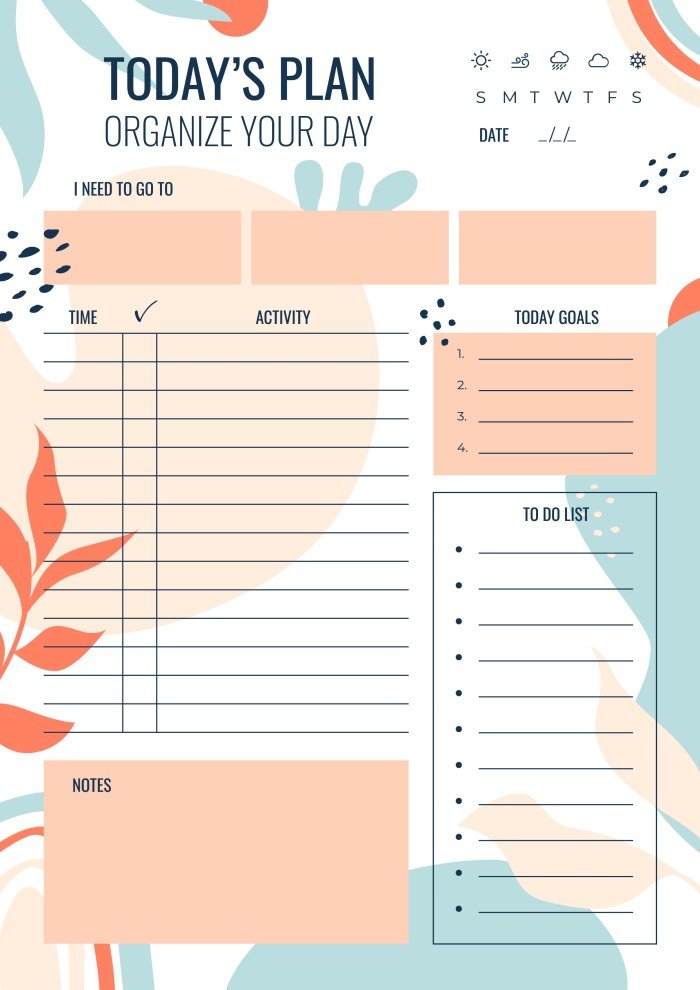 TODAY'S PLAN
ORGANIZE YOUR DAY
S M T W T F S
DATE _/_/_
I NEED TO GO TO
TIME ✓ ACTIVITY
TODAY GOALS
1.
2.
3.
4.
TO DO LIST
NOTES